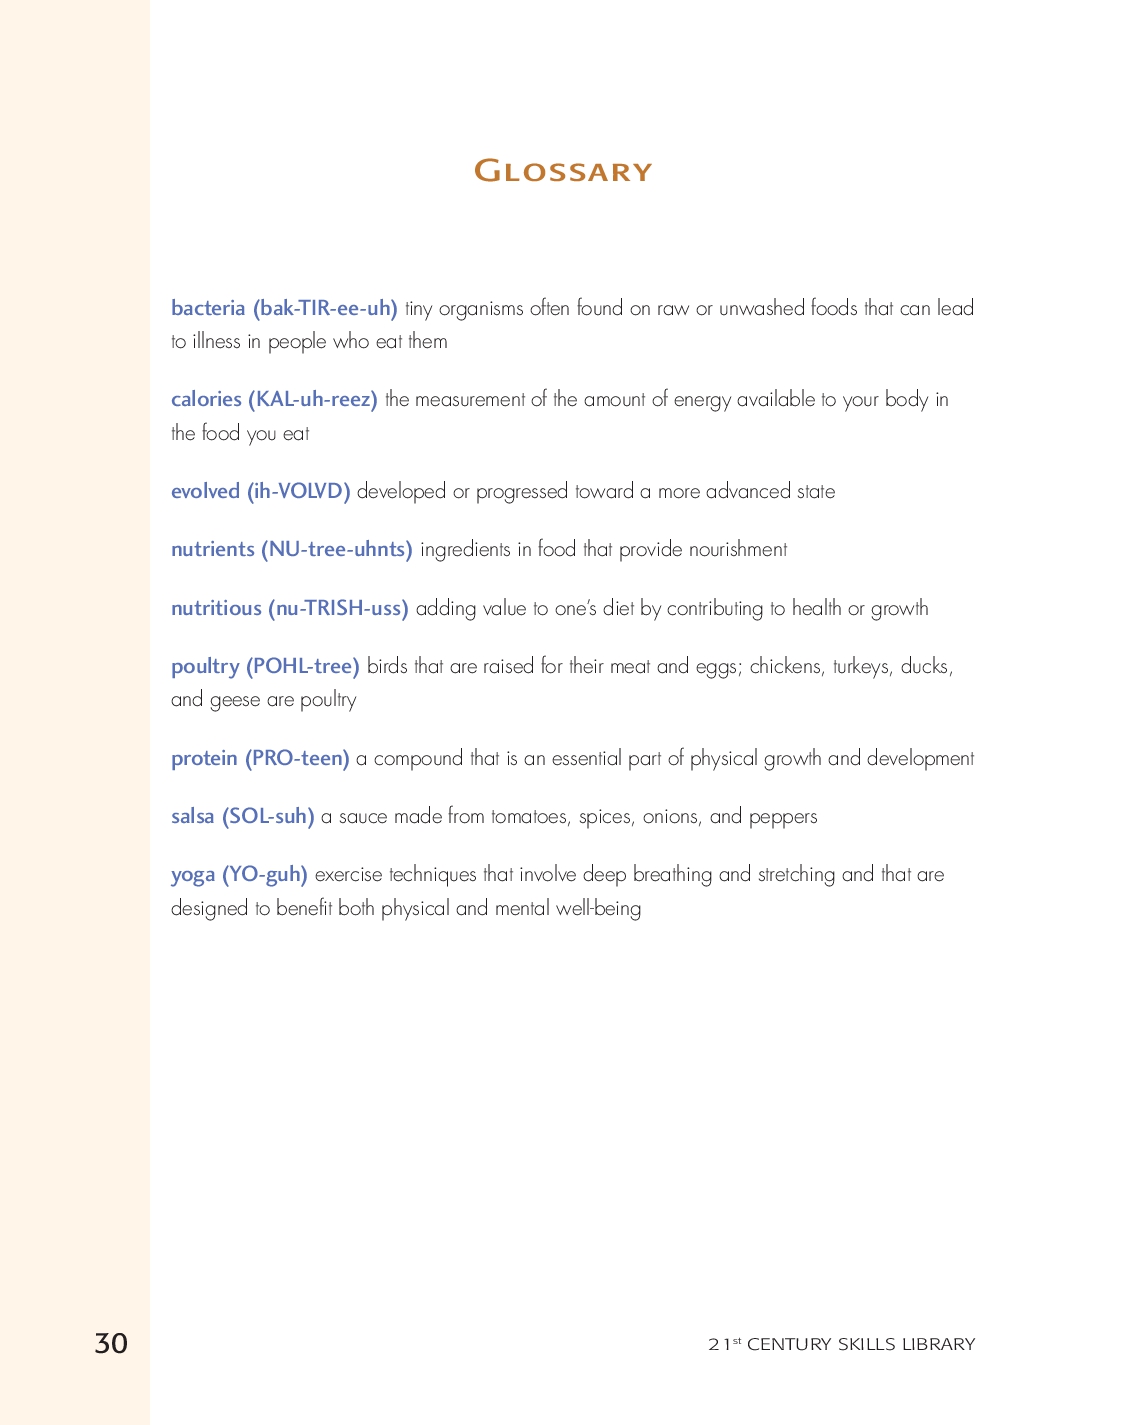 GLOSSARY
bacteria (bak-TIR-ee-uh) tiny organisms often found on raw or unwashed foods that can lead
to illness in people who eat them
calories (KAL-uh-reez) the measurement of the amount of energy available to your body in
the food you eat
evolved (ih-VOLVD) developed or progressed toward a more advanced state
nutrients (NU-tree-uhnts) ingredients in food that provide nourishment
nutritious (nu-TRISH-uss) adding value to one’s diet by contributing to health or growth
poultry (POHL-tree) birds that are raised for their meat and eggs; chickens, turkeys, ducks,
and geese are poultry
protein (PRO-teen) a compound that is an essential part of physical growth and development
salsa (SOL-suh) a sauce made from tomatoes, spices, onions, and peppers
yoga (YO-guh) exercise techniques that involve deep breathing and stretching and that are
designed to benefit both physical and mental well-being
30
21st CENTURY SKILLS LIBRARY